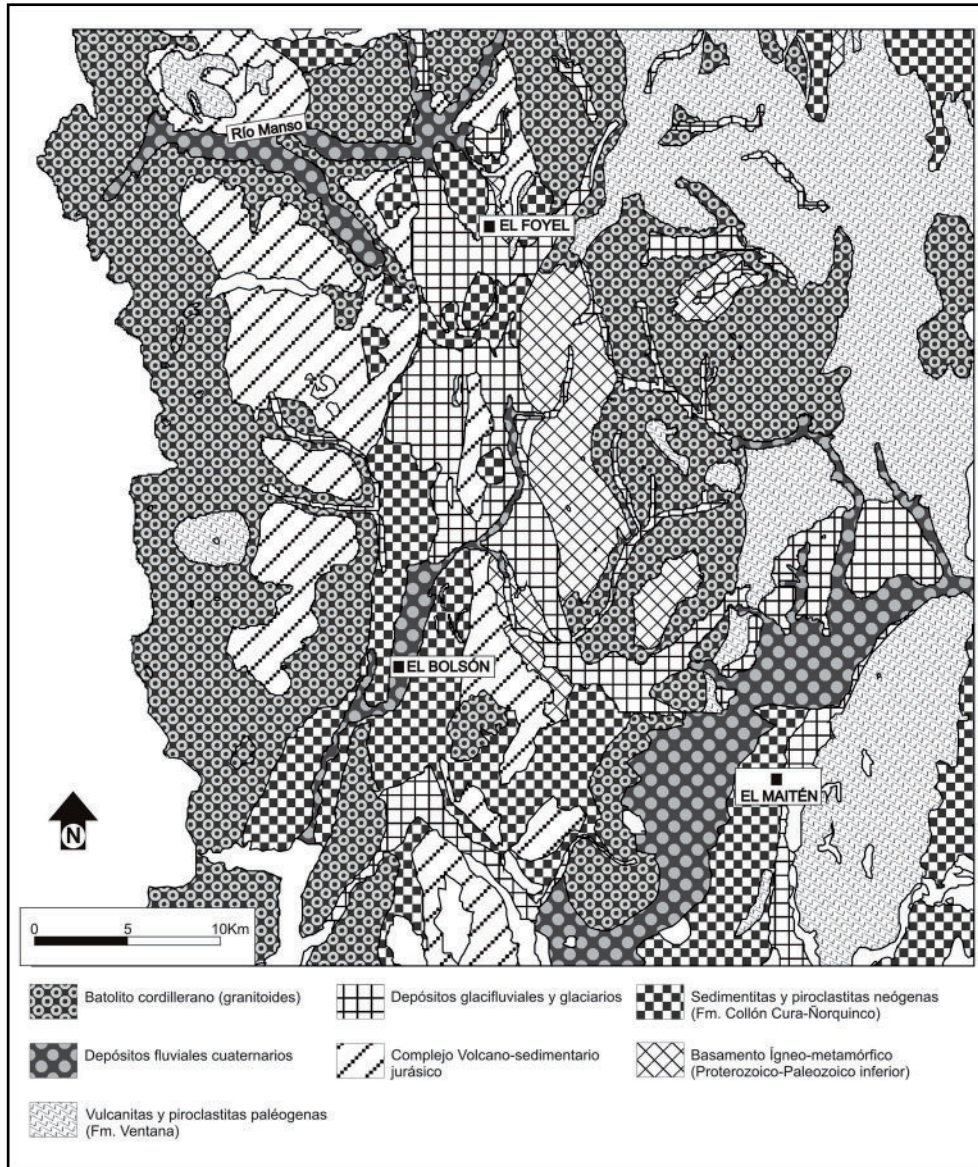 Río Manso
EL FOYEL
EL BOLSÓN
EL MAITÉN
N
0 5 10Km
Batolito cordillerano (granitoides)
Depósitos glacifluviales y glaciarios
Sedimentitas y piroclastitas neógenas
(Fm. Collón Cura-Ñorquinco)
Depósitos fluviales cuaternarios
Complejo Volcano-sedimentario
jurásico
Basamento Ígneo-metamórfico
(Proterozoico-Paleozoico inferior)
Vulcanitas y piroclastitas paléogenas
(Fm. Ventana)